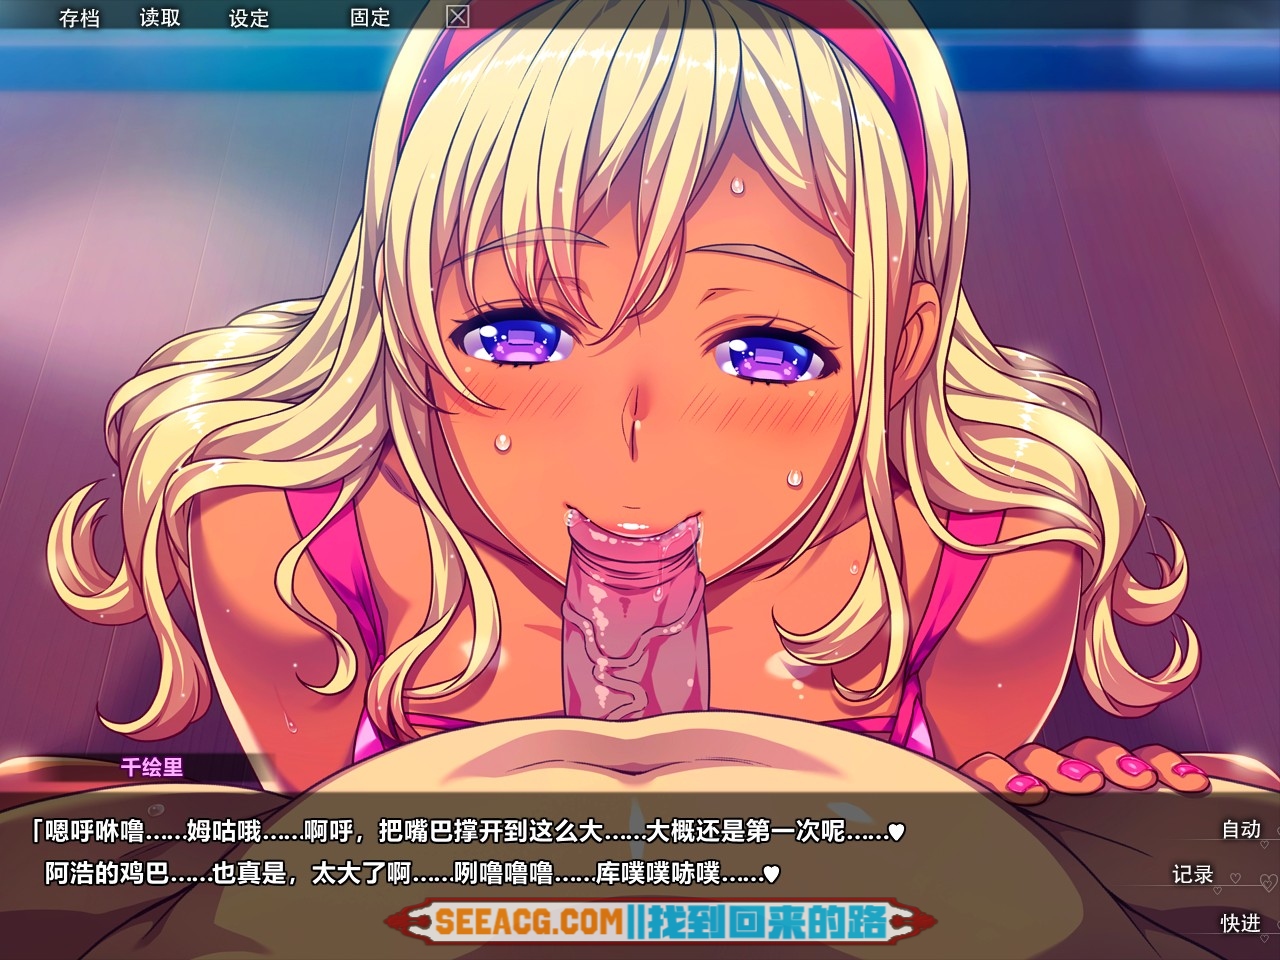 存档 读取 设定 固定
千绘里
「嗯呼咻噜……姆咕哦……啊呼，把嘴巴撑开到这么大……大概还是第一次呢……♥
阿浩的鸡巴……也真是，太大了啊……咧噜噜噜……库噗噗哧噗……♥
自动
记录
快进
SEEACG.COM||找到回来的路